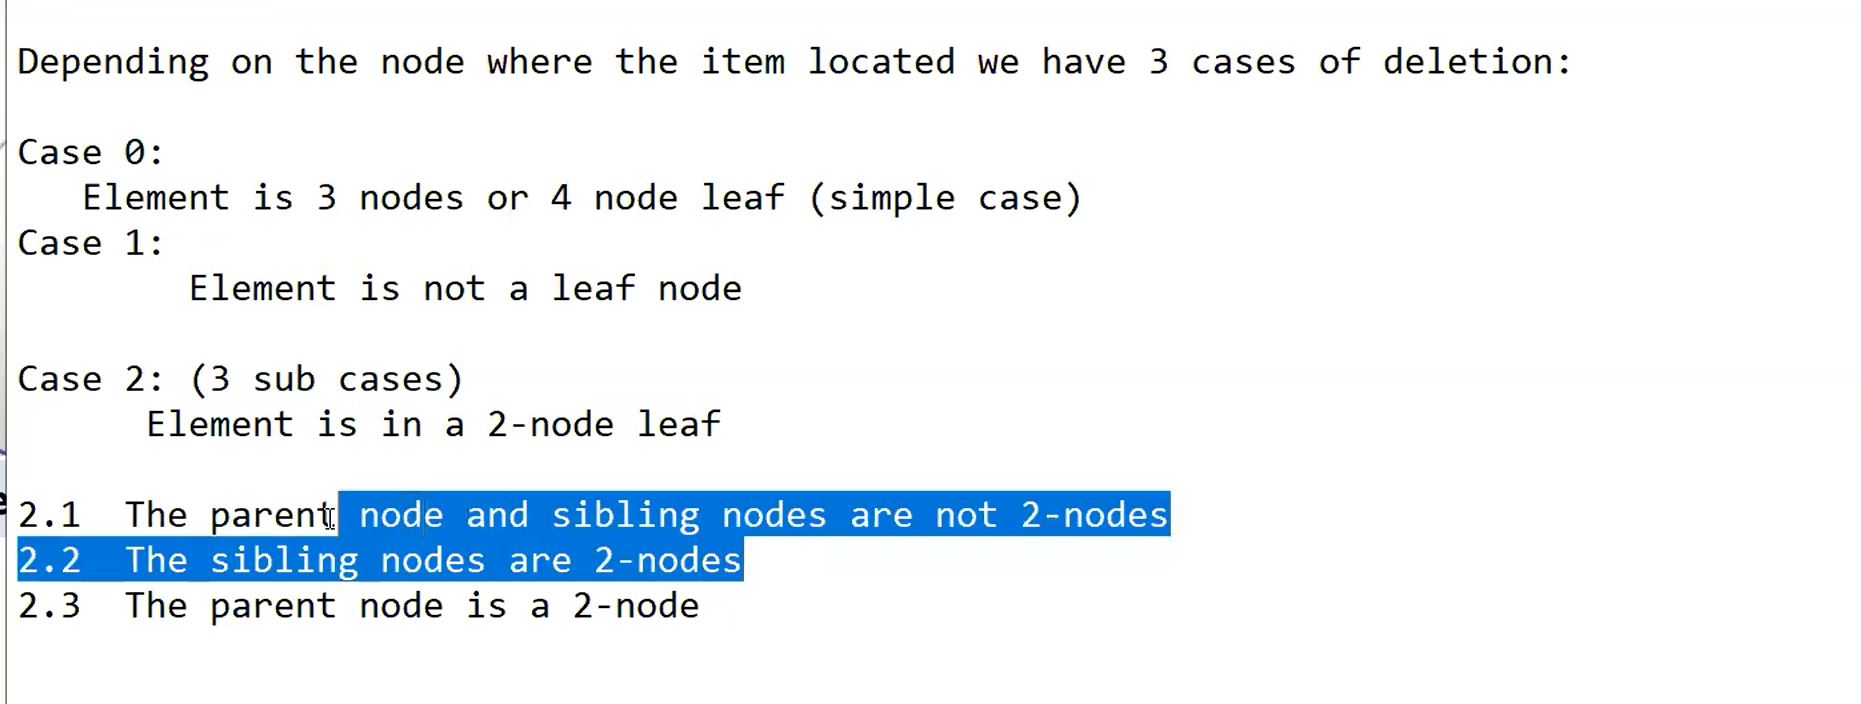 Depending on the node where the item located we have 3 cases of deletion:
Case 0:
Element is 3 nodes or 4 node leaf (simple case)
Case 1:
Element is not a leaf node
Case 2: (3 sub cases)
Element is in a 2-node leaf
2.1 The parent node and sibling nodes are not 2-nodes
2.2 The sibling nodes are 2-nodes
2.3 The parent node is a 2-node